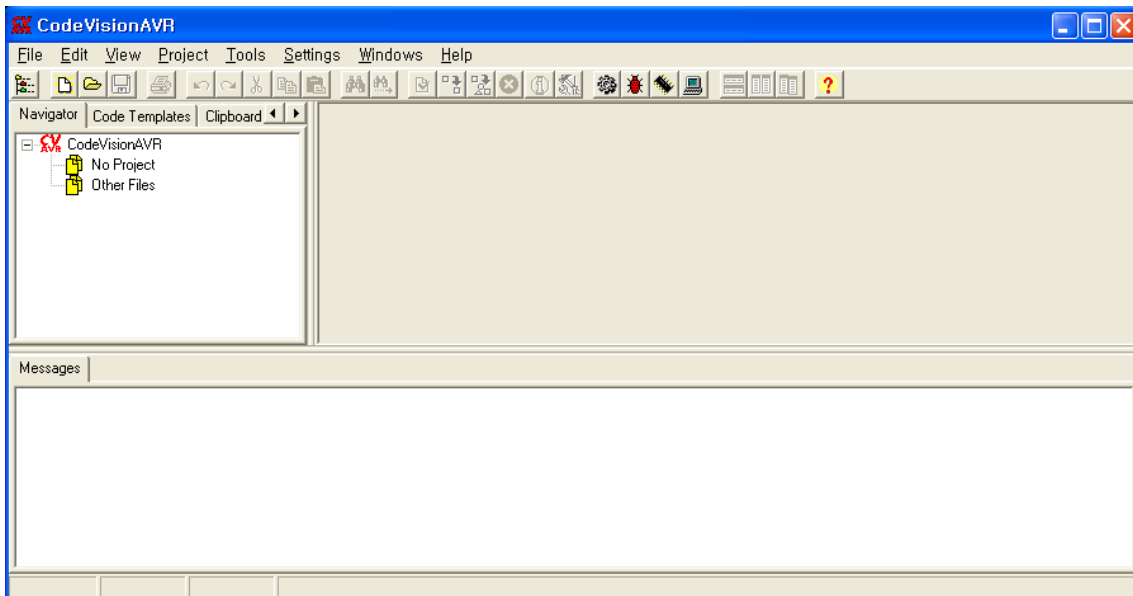 CodeVisionAVR
File Edit View Project Tools Settings Windows Help
Navigator Code Templates Clipboard
CodeVisionAVR
No Project
Other Files
Messages